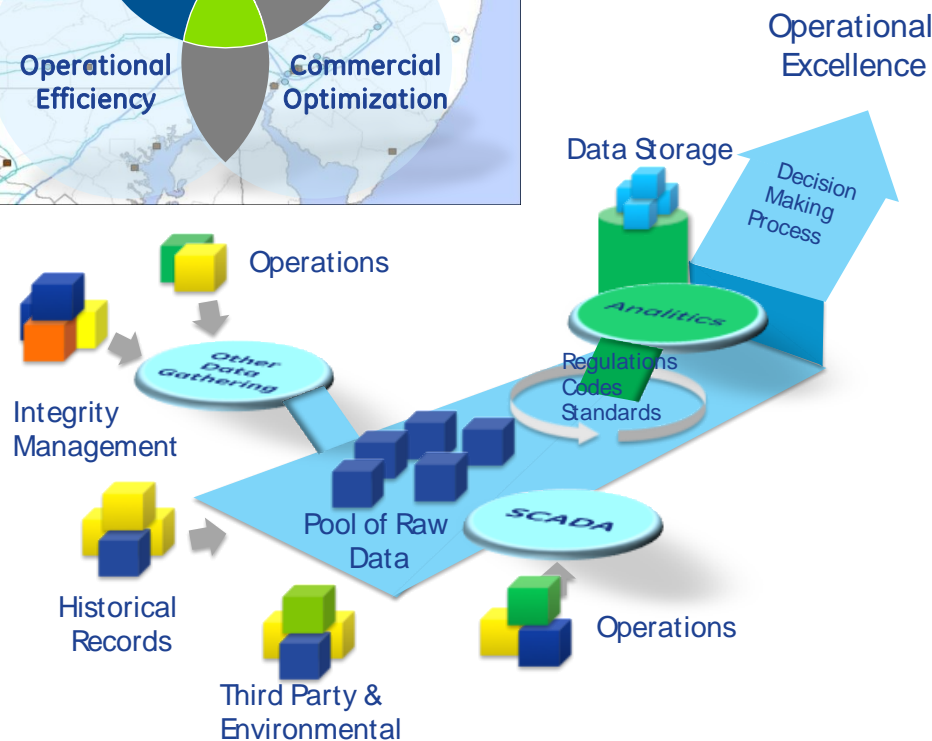 Operational
Efficiency
Commercial
Optimization
Operational
Excellence
Data Storage
Decision
Making
Process
Operations
Analitics
Other
Data
Gathering
Regulations
Codes
Standards
Integrity
Management
SCADA
Pool of Raw
Data
Historical
Records
Operations
Third Party &
Environmental